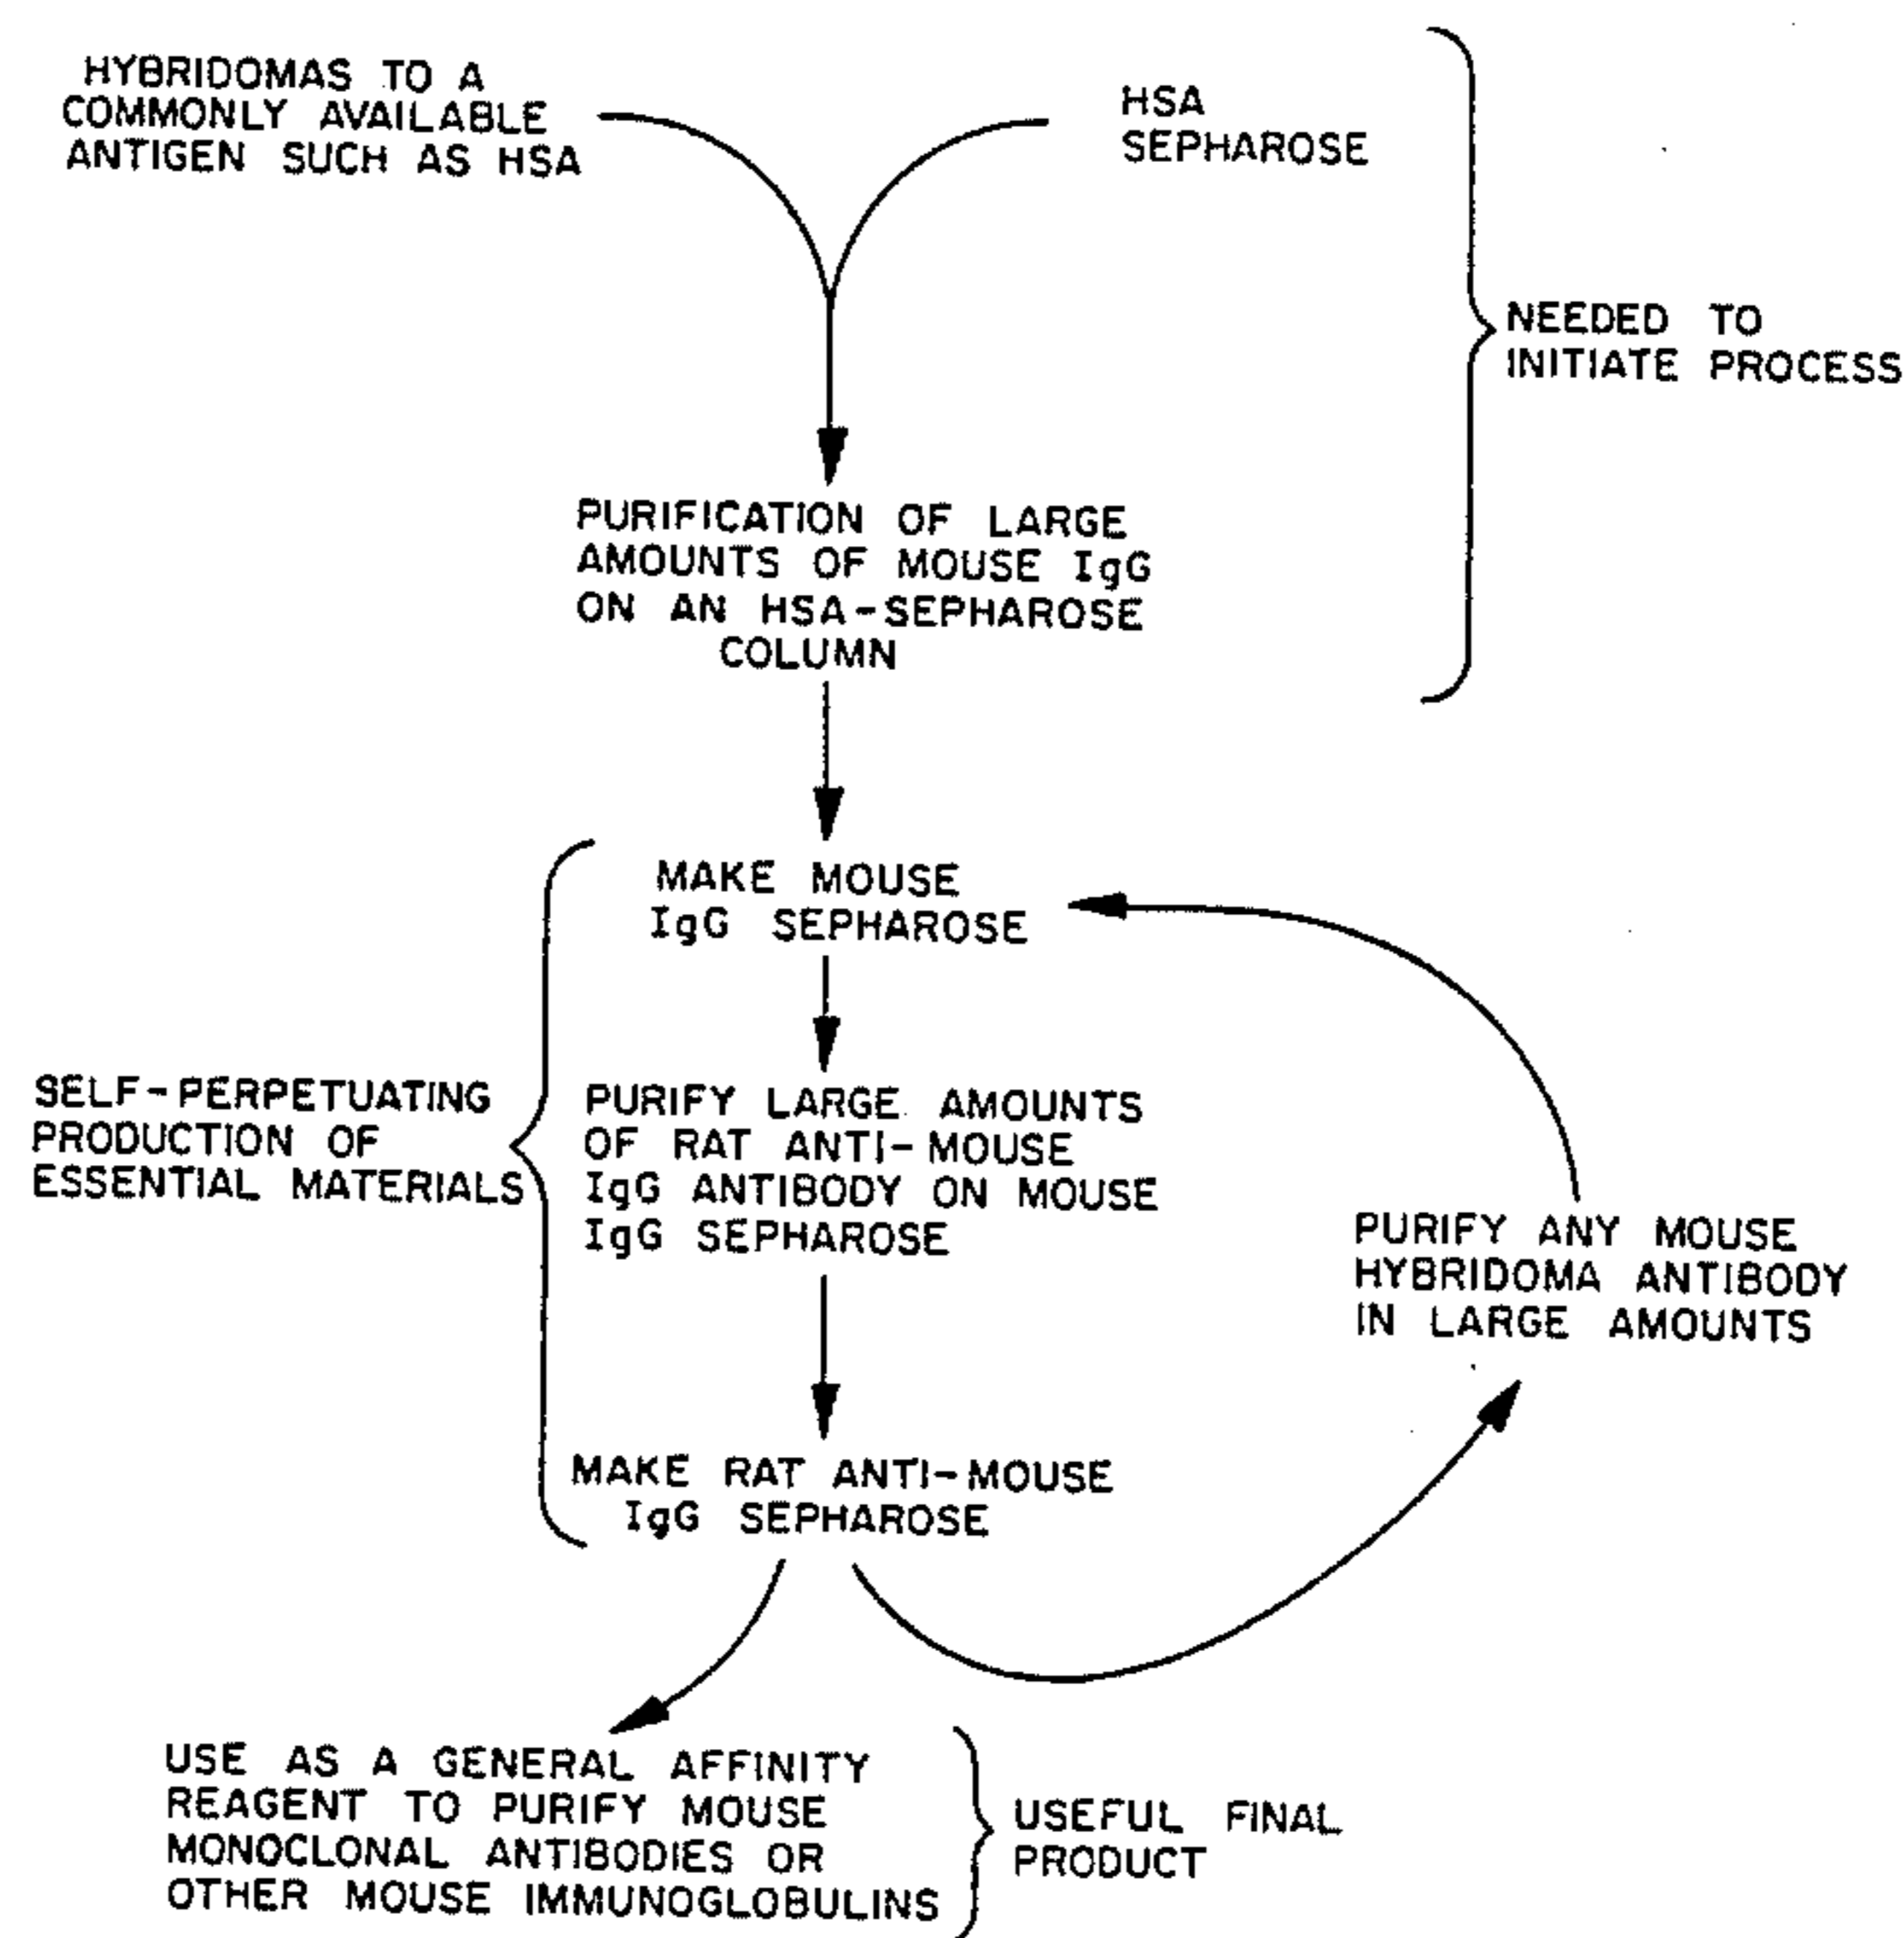 HYBRIDOMAS TO A
COMMONLY AVAILABLE
ANTIGEN SUCH AS HSA
HSA
SEPHAROSE
NEEDED TO
INITIATE PROCESS
PURIFICATION OF LARGE
AMOUNTS OF MOUSE IgG
ON AN HSA-SEPHAROSE
COLUMN
MAKE MOUSE
IgG SEPHAROSE
SELF-PERPETUATING
PRODUCTION OF
ESSENTIAL MATERIALS
PURIFY LARGE AMOUNTS
OF RAT ANTI-MOUSE
IgG ANTIBODY ON MOUSE
IgG SEPHAROSE
PURIFY ANY MOUSE
HYBRIDOMA ANTIBODY
IN LARGE AMOUNTS
MAKE RAT ANTI-MOUSE
IgG SEPHAROSE
USE AS A GENERAL AFFINITY
REAGENT TO PURIFY MOUSE
MONOCLONAL ANTIBODIES OR
OTHER MOUSE IMMUNOGLOBULINS
USEFUL FINAL
PRODUCT